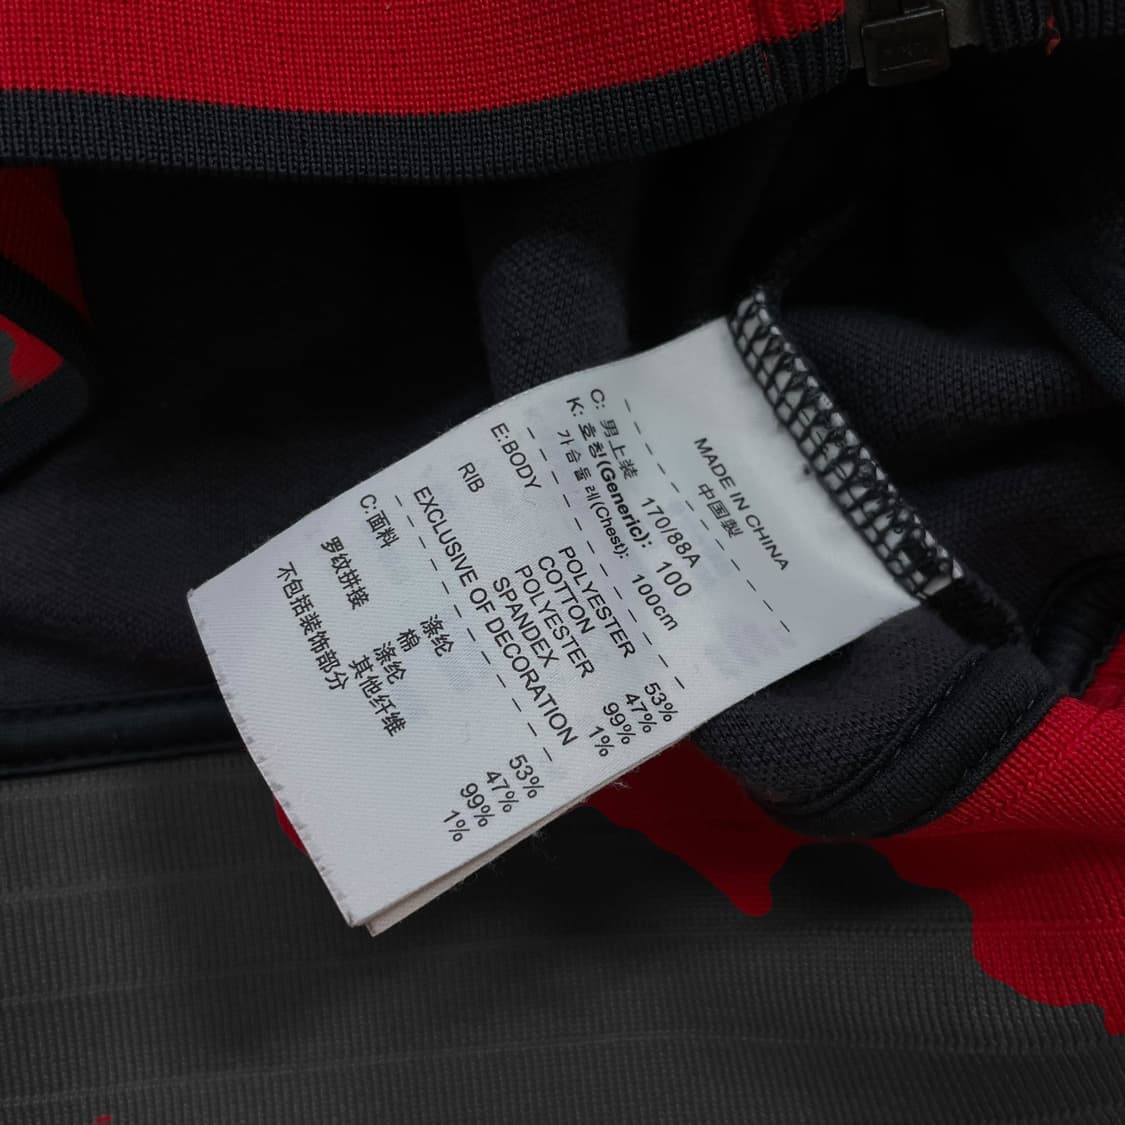 MADE IN CHINA
中国製
C: 男上装 170/88A
K: 호칭(Generic): 100
가슴둘레(Chest): 100cm
E:BODY POLYESTER 53%
COTTON 47%
RIB POLYESTER 99%
SPANDEX 1%
EXCLUSIVE OF DECORATION
C:面料 涤纶 53%
棉 47%
罗纹拼接 涤纶 99%
其他纤维 1%
不包括装饰部分